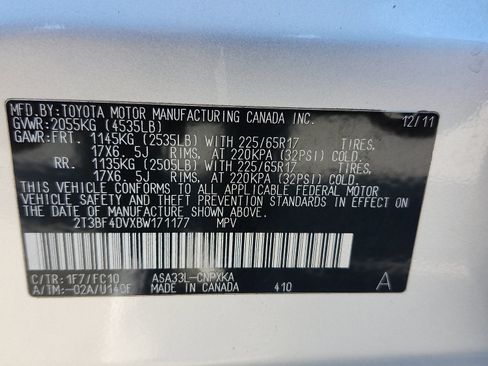 MFD.BY:TOYOTA MOTOR MANUFACTURING CANADA INC. 12/11
GVWR:2055KG (4535LB)
GAWR:FRT. 1145KG (2535LB) WITH 225/65R17 TIRES,
17X6. 5J RIMS, AT 220KPA (32PSI) COLD.
RR. 1135KG (2505LB) WITH 225/65R17 TIRES,
17X6. 5J RIMS, AT 220KPA (32PSI) COLD.
THIS VEHICLE CONFORMS TO ALL APPLICABLE FEDERAL MOTOR
VEHICLE SAFETY AND THEFT PREVENTION STANDARDS IN EFFECT
ON THE DATE OF MANUFACTURE SHOWN ABOVE.
2T3BF4DVXBW171177 MPV
C/TR:1F7/FC10 ASA33L-CNPXKA A
A/TM:-02A/U140F MADE IN CANADA 410